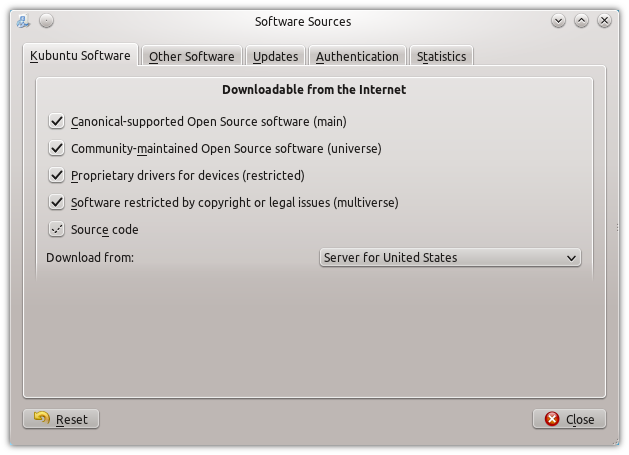 Software Sources
Kubuntu Software Other Software Updates Authentication Statistics
Downloadable from the Internet
Canonical-supported Open Source software (main)
Community-maintained Open Source software (universe)
Proprietary drivers for devices (restricted)
Software restricted by copyright or legal issues (multiverse)
Source code
Download from: Server for United States
Reset Close